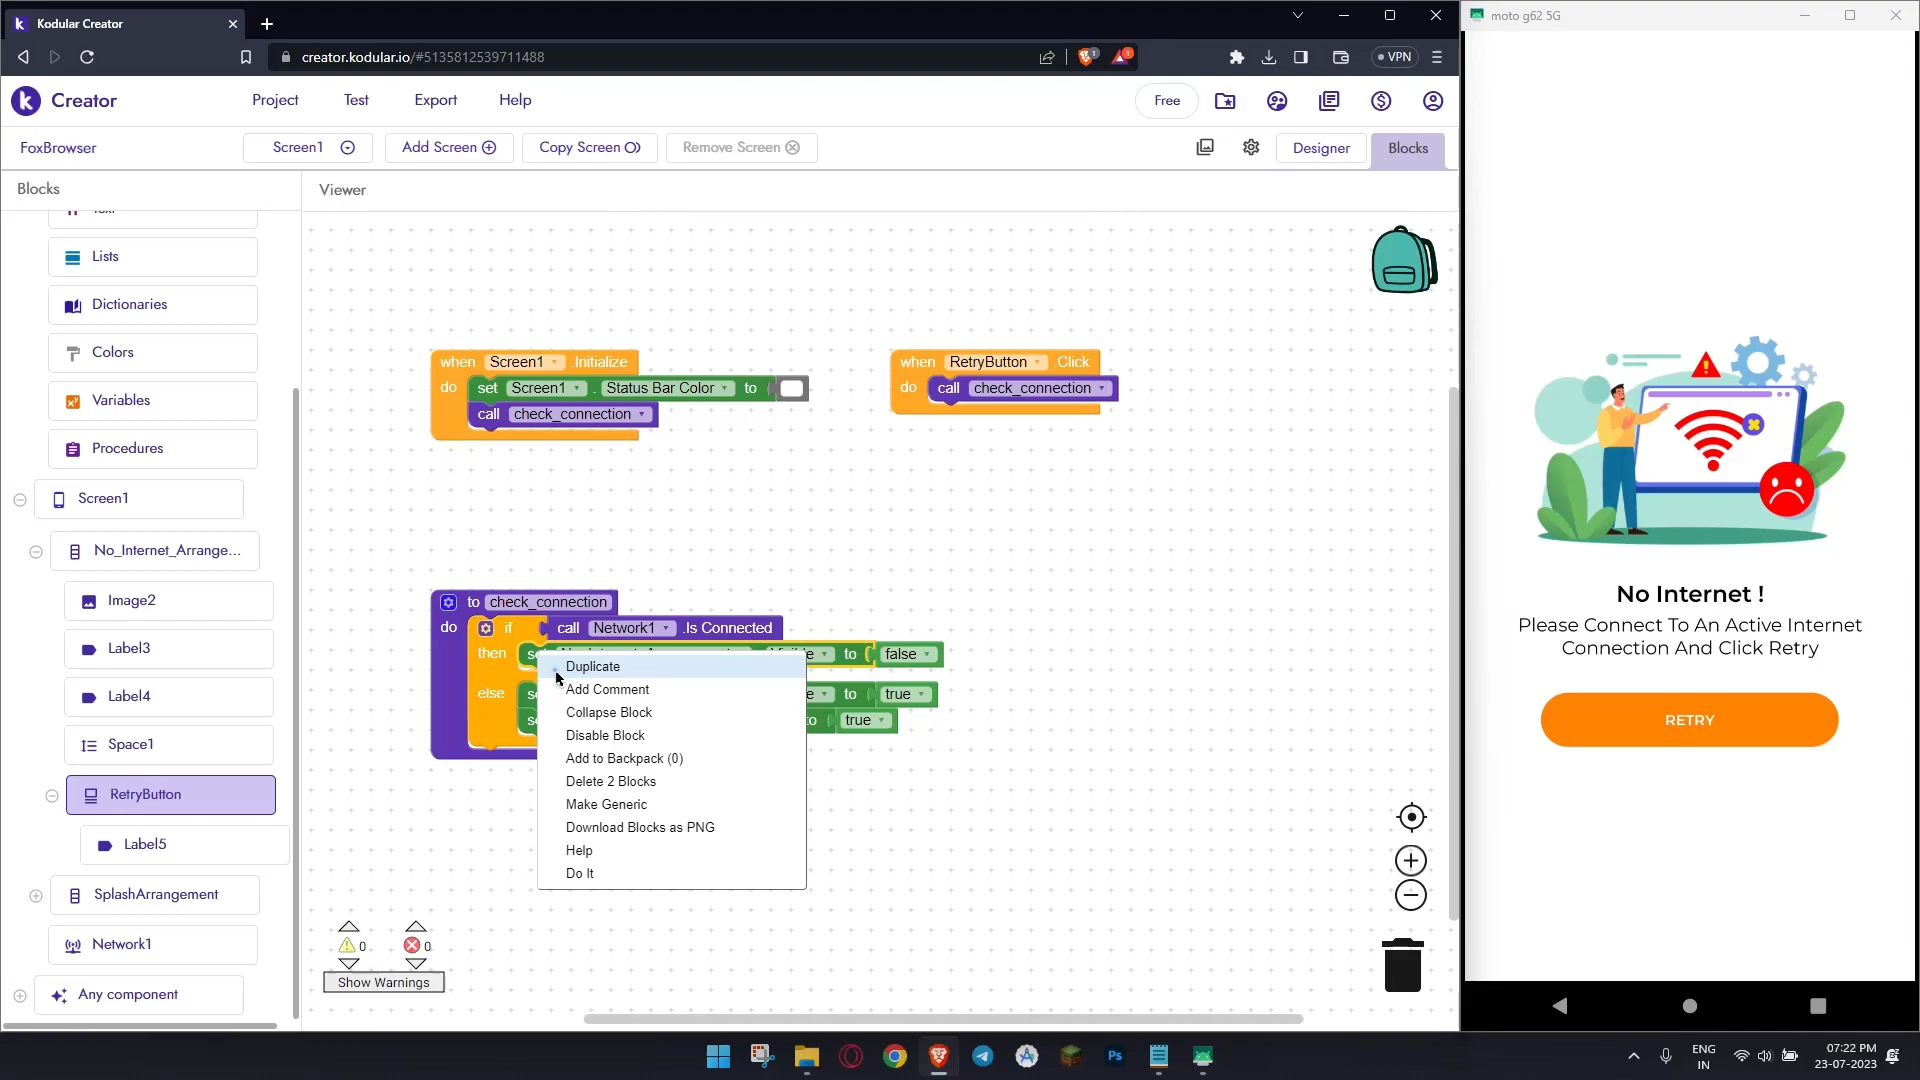 Kodular Creator
creator.kodular.io/#5135812539711488
VPN
Creator
Project
Test
Export
Help
Free
FoxBrowser
Screen1
Add Screen
Copy Screen
Remove Screen
Designer
Blocks
Blocks
Viewer
Lists
Dictionaries
Colors
Variables
Procedures
Screen1
No_Internet_Arrange...
Image2
Label3
Label4
Space1
RetryButton
Label5
SplashArrangement
Network1
Any component
when Screen1 .Initialize
do set Screen1 . Status Bar Color to
call check_connection
when RetryButton .Click
do call check_connection
to check_connection
do if call Network1 .Is Connected
then to false
else to true
to true
Duplicate
Add Comment
Collapse Block
Disable Block
Add to Backpack (0)
Delete 2 Blocks
Make Generic
Download Blocks as PNG
Help
Do It
0 0
Show Warnings
moto g62 5G
No Internet !
Please Connect To An Active Internet
Connection And Click Retry
RETRY
Ps
ENG
IN
07:22 PM
23-07-2023